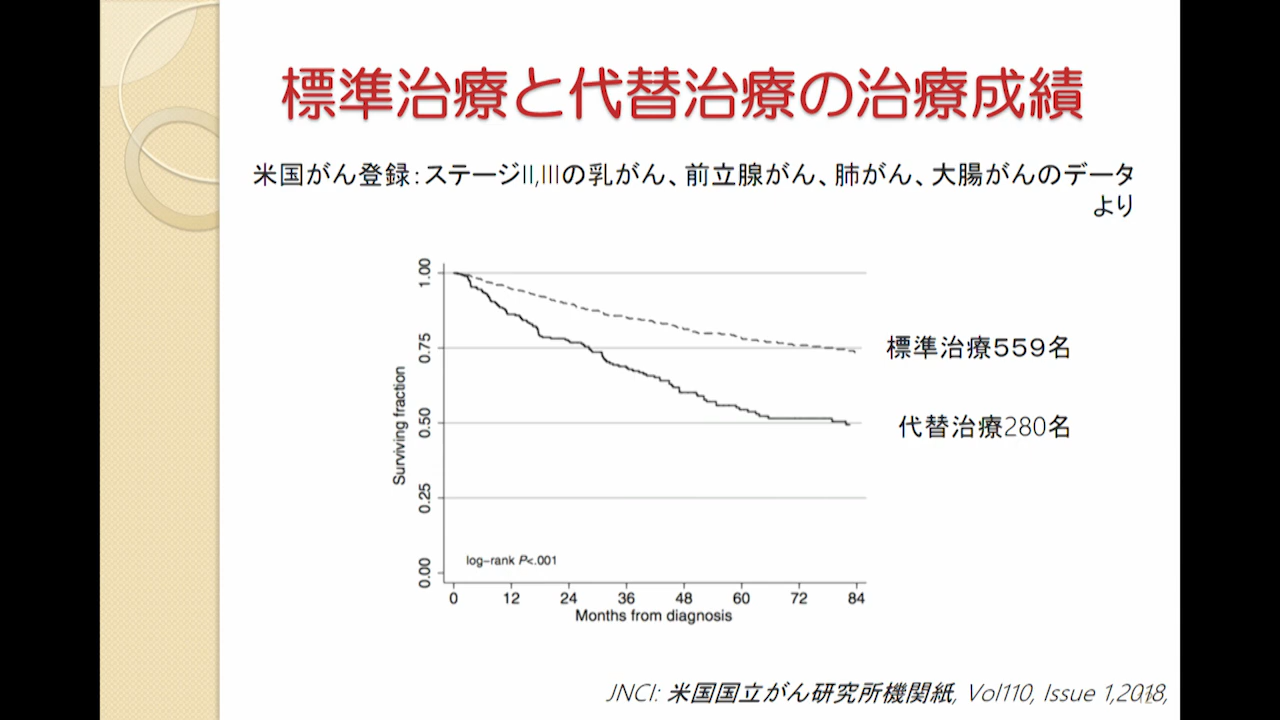 標準治療と代替治療の治療成績
米国がん登録：ステージII,IIIの乳がん、前立腺がん、肺がん、大腸がんのデータ
より
1.00
0.75
0.50
0.25
0.00
Surviving fraction
標準治療559名
代替治療280名
log–rank P<.001
0 12 24 36 48 60 72 84
Months from diagnosis
JNCI: 米国国立がん研究所機関紙, Vol110, Issue 1,2018,